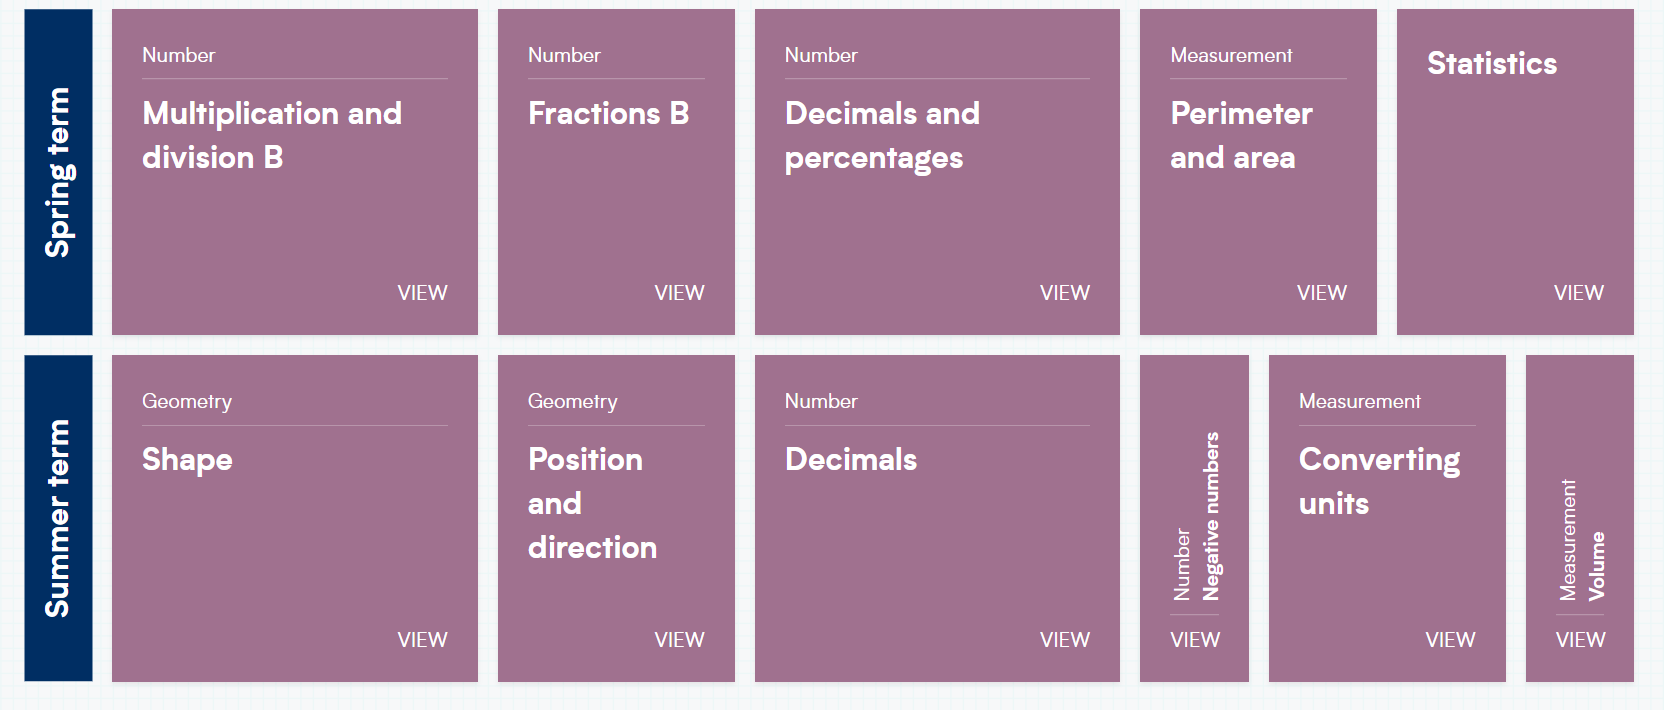 Spring term
Number
Multiplication and
division B
VIEW
Number
Fractions B
VIEW
Number
Decimals and
percentages
VIEW
Measurement
Perimeter
and area
VIEW
Statistics
VIEW
Summer term
Geometry
Shape
VIEW
Geometry
Position
and
direction
VIEW
Number
Decimals
VIEW
Number
Negative numbers
VIEW
Measurement
Converting
units
VIEW
Measurement
Volume
VIEW